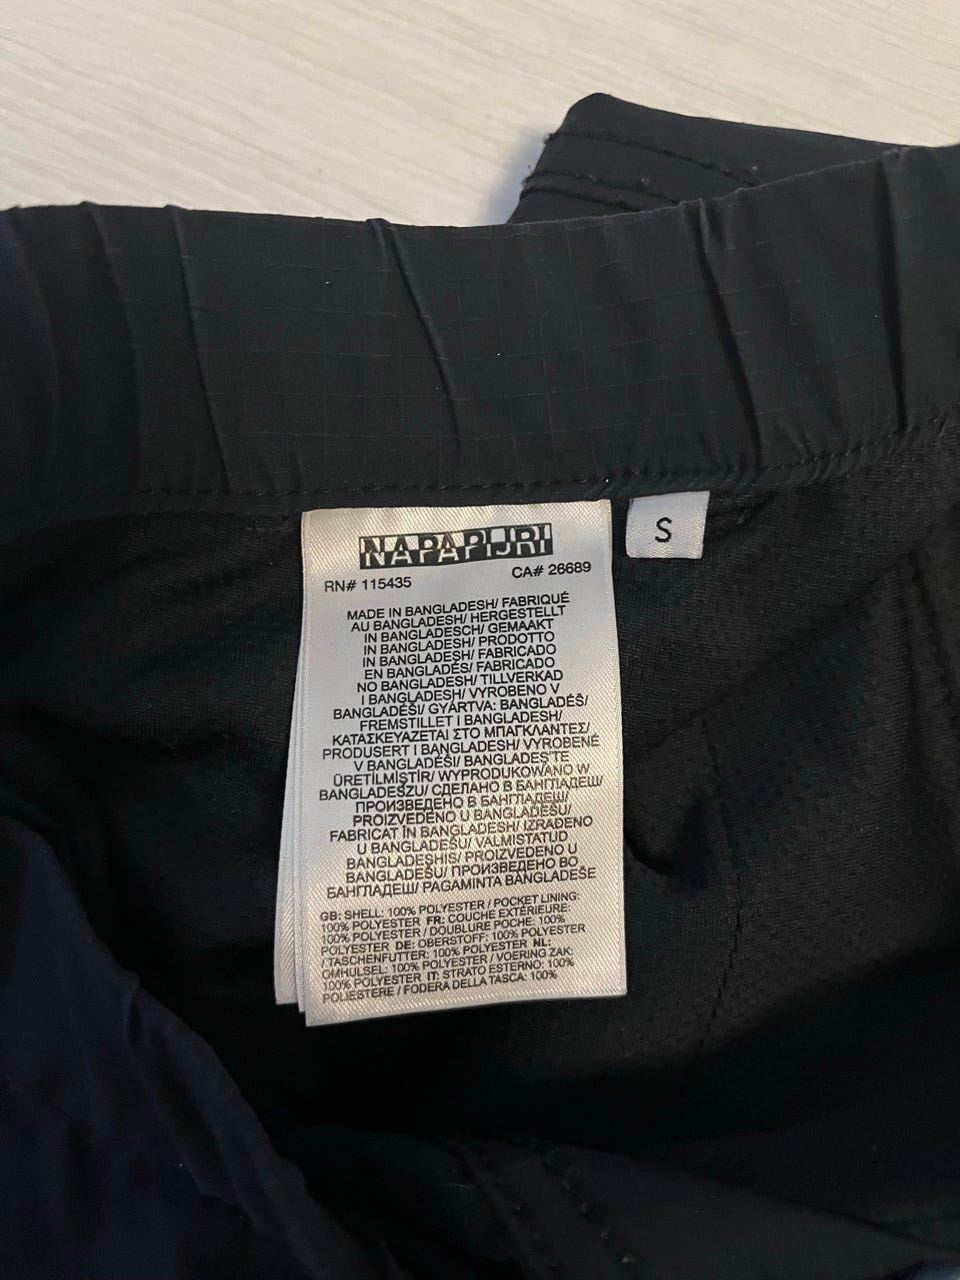 NAPAPIJRI
S
RN# 115435 CA# 26689
MADE IN BANGLADESH/ FABRIQUÉ
AU BANGLADESH/ HERGESTELLT
IN BANGLADESCH/ GEMAAKT
IN BANGLADESH/ PRODOTTO
IN BANGLADESH/ FABRICADO
EN BANGLADÉS/ FABRICADO
NO BANGLADESH/ TILLVERKAD
I BANGLADESH/ VYROBENO V
BANGLADÉŠI/ GYÁRTVA: BANGLADÉŠ/
FREMSTILLET I BANGLADESH/
ΚΑΤΑΣΚΕΥΑΖΕΤΑΙ ΣΤΟ ΜΠΑΓΚΛΑΝΤΕΣ/
PRODUSERT I BANGLADESH/ VYROBENÉ
V BANGLADÉŠI/ BANGLADEŞ'TE
ÜRETİLMİŞTİR/ WYPRODUKOWANO W
BANGLADESZU/ СДЕЛАНО В БАНГЛАДЕШ/
ПРОИЗВЕДЕНО В БАНГЛАДЕШ/
PROIZVEDENO U BANGLADEŠU/
FABRICAT ÎN BANGLADESH/ IZRAĐENO
U BANGLADEŠU/ VALMISTATUD
BANGLADESHIS/ PROIZVEDENO U
BANGLADEŠU/ ПРОИЗВЕДЕНО ВО
БАНГЛАДЕШ/ PAGAMINTA BANGLADEŠE
GB: SHELL: 100% POLYESTER / POCKET LINING:
100% POLYESTER FR: COUCHE EXTÉRIEURE:
100% POLYESTER / DOUBLURE POCHE: 100%
POLYESTER DE: OBERSTOFF: 100% POLYESTER
/ TASCHENFUTTER: 100% POLYESTER NL:
OMHULSEL: 100% POLYESTER / VOERING ZAK:
100% POLYESTER IT: STRATO ESTERNO: 100%
POLIESTERE / FODERA DELLA TASCA: 100%